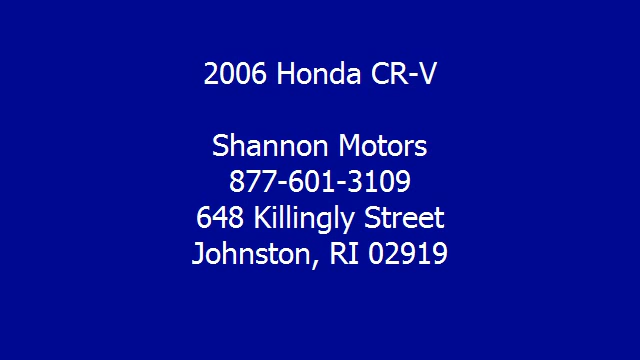 2006 Honda CR-V
Shannon Motors
877-601-3109
648 Killingly Street
Johnston, RI 02919